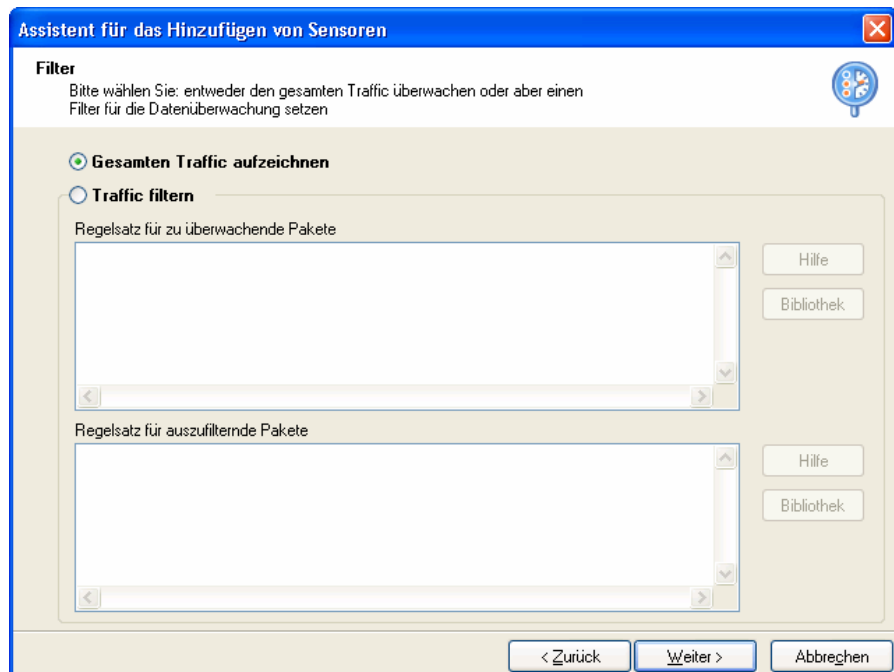 Assistent für das Hinzufügen von Sensoren
Filter
Bitte wählen Sie: entweder den gesamten Traffic überwachen oder aber einen
Filter für die Datenüberwachung setzen
Gesamten Traffic aufzeichnen
Traffic filtern
Regelsatz für zu überwachende Pakete
Hilfe
Bibliothek
Regelsatz für auszufilternde Pakete
Hilfe
Bibliothek
< Zurück
Weiter >
Abbrechen